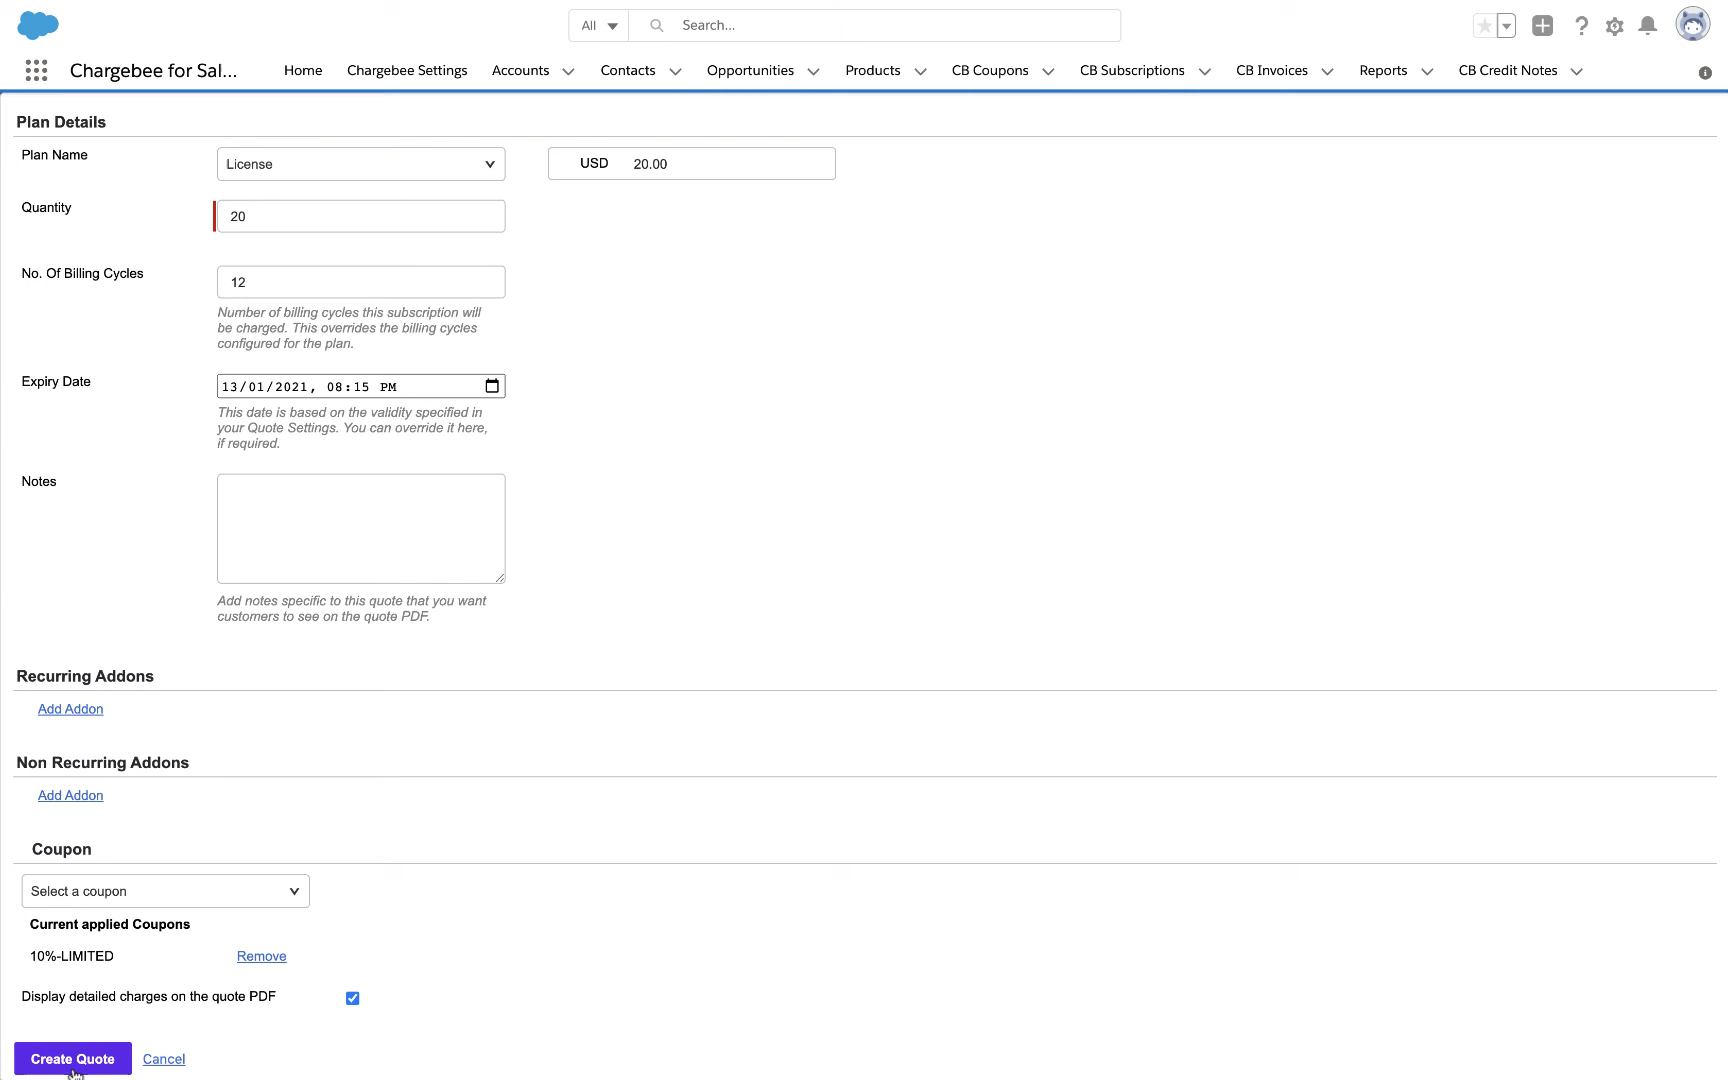 All
Search...
Chargebee for Sal...
Home
Chargebee Settings
Accounts
Contacts
Opportunities
Products
CB Coupons
CB Subscriptions
CB Invoices
Reports
CB Credit Notes
Plan Details
Plan Name
License
USD 20.00
Quantity
20
No. Of Billing Cycles
12
Number of billing cycles this subscription will
be charged. This overrides the billing cycles
configured for the plan.
Expiry Date
13/01/2021, 08:15 PM
This date is based on the validity specified in
your Quote Settings. You can override it here,
if required.
Notes
Add notes specific to this quote that you want
customers to see on the quote PDF.
Recurring Addons
Add Addon
Non Recurring Addons
Add Addon
Coupon
Select a coupon
Current applied Coupons
10%-LIMITED Remove
Display detailed charges on the quote PDF
Create Quote Cancel